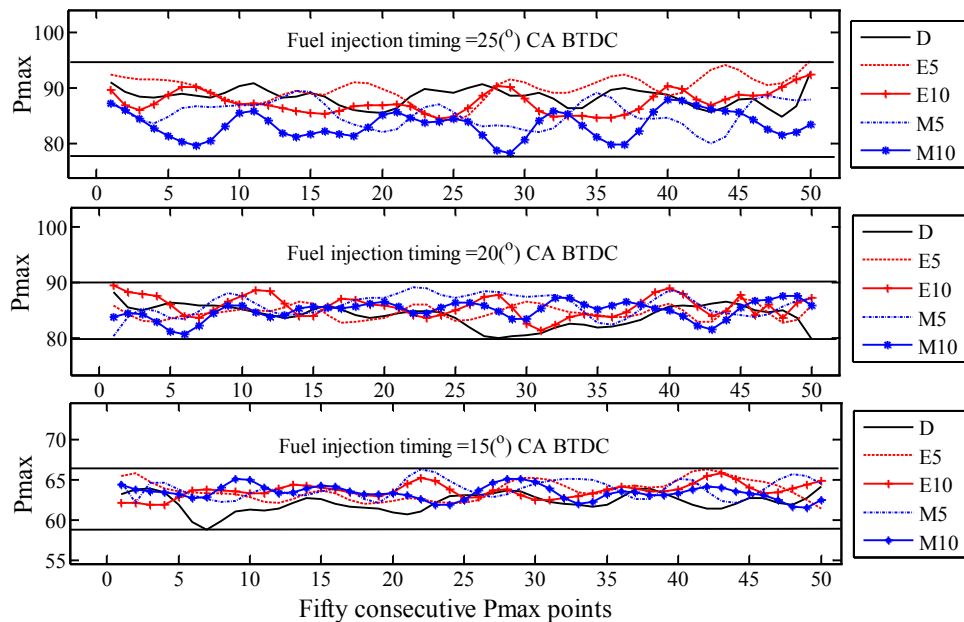 Fuel injection timing =25(°) CA BTDC
Pmax
100
90
80
0 5 10 15 20 25 30 35 40 45 50
D
E5
E10
M5
M10
Fuel injection timing =20(°) CA BTDC
Pmax
100
90
80
0 5 10 15 20 25 30 35 40 45 50
D
E5
E10
M5
M10
Fuel injection timing =15(°) CA BTDC
Pmax
70
65
60
55
0 5 10 15 20 25 30 35 40 45 50
D
E5
E10
M5
M10
Fifty consecutive Pmax points